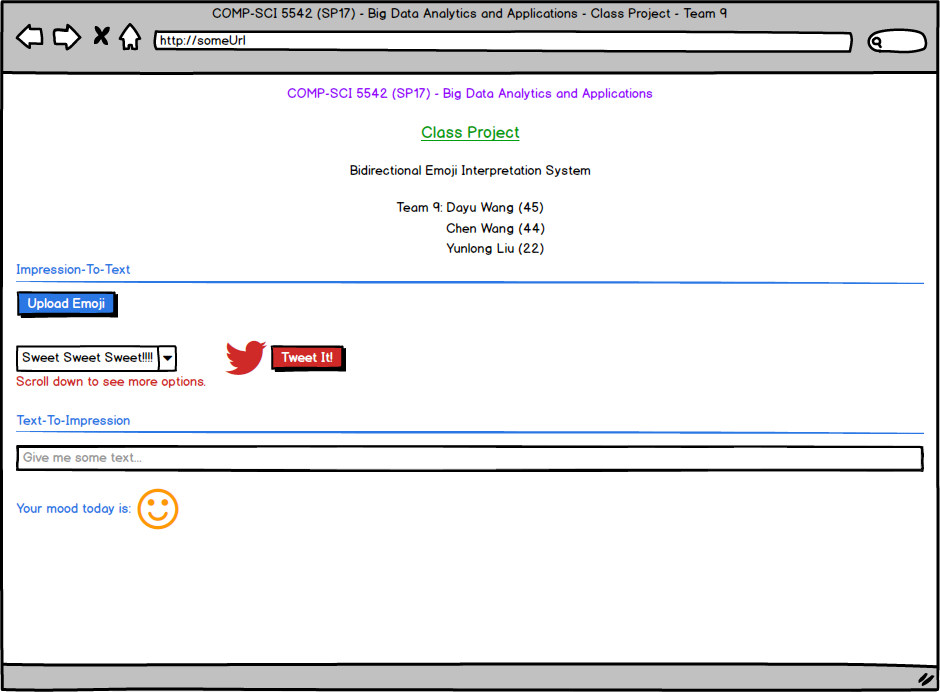 COMP-SCI 5542 (SP17) - Big Data Analytics and Applications - Class Project - Team 9
http://someUrl
COMP-SCI 5542 (SP17) - Big Data Analytics and Applications
Class Project
Bidirectional Emoji Interpretation System
Team 9: Dayu Wang (45)
Chen Wang (44)
Yunlong Liu (22)
Impression-To-Text
Upload Emoji
Sweet Sweet Sweet!!!! Tweet It!
Scroll down to see more options.
Text-To-Impression
Give me some text...
Your mood today is: